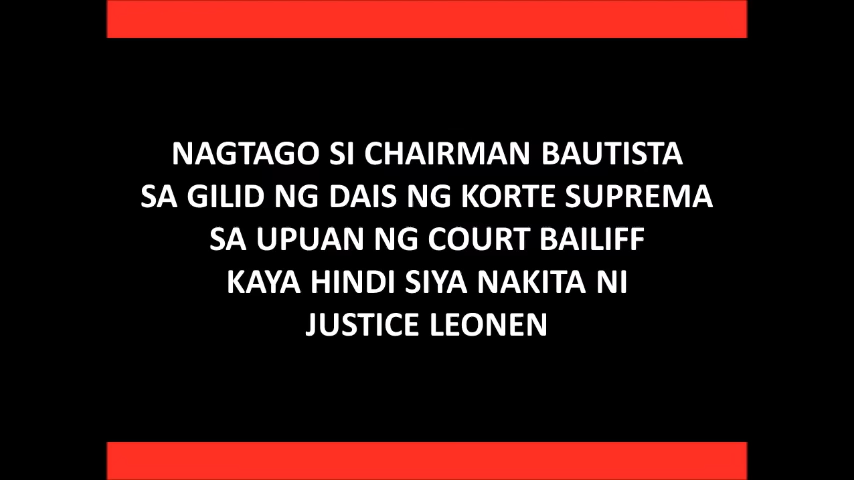 NAGTAGO SI CHAIRMAN BAUTISTA
SA GILID NG DAIS NG KORTE SUPREMA
SA UPUAN NG COURT BAILIFF
KAYA HINDI SIYA NAKITA NI
JUSTICE LEONEN